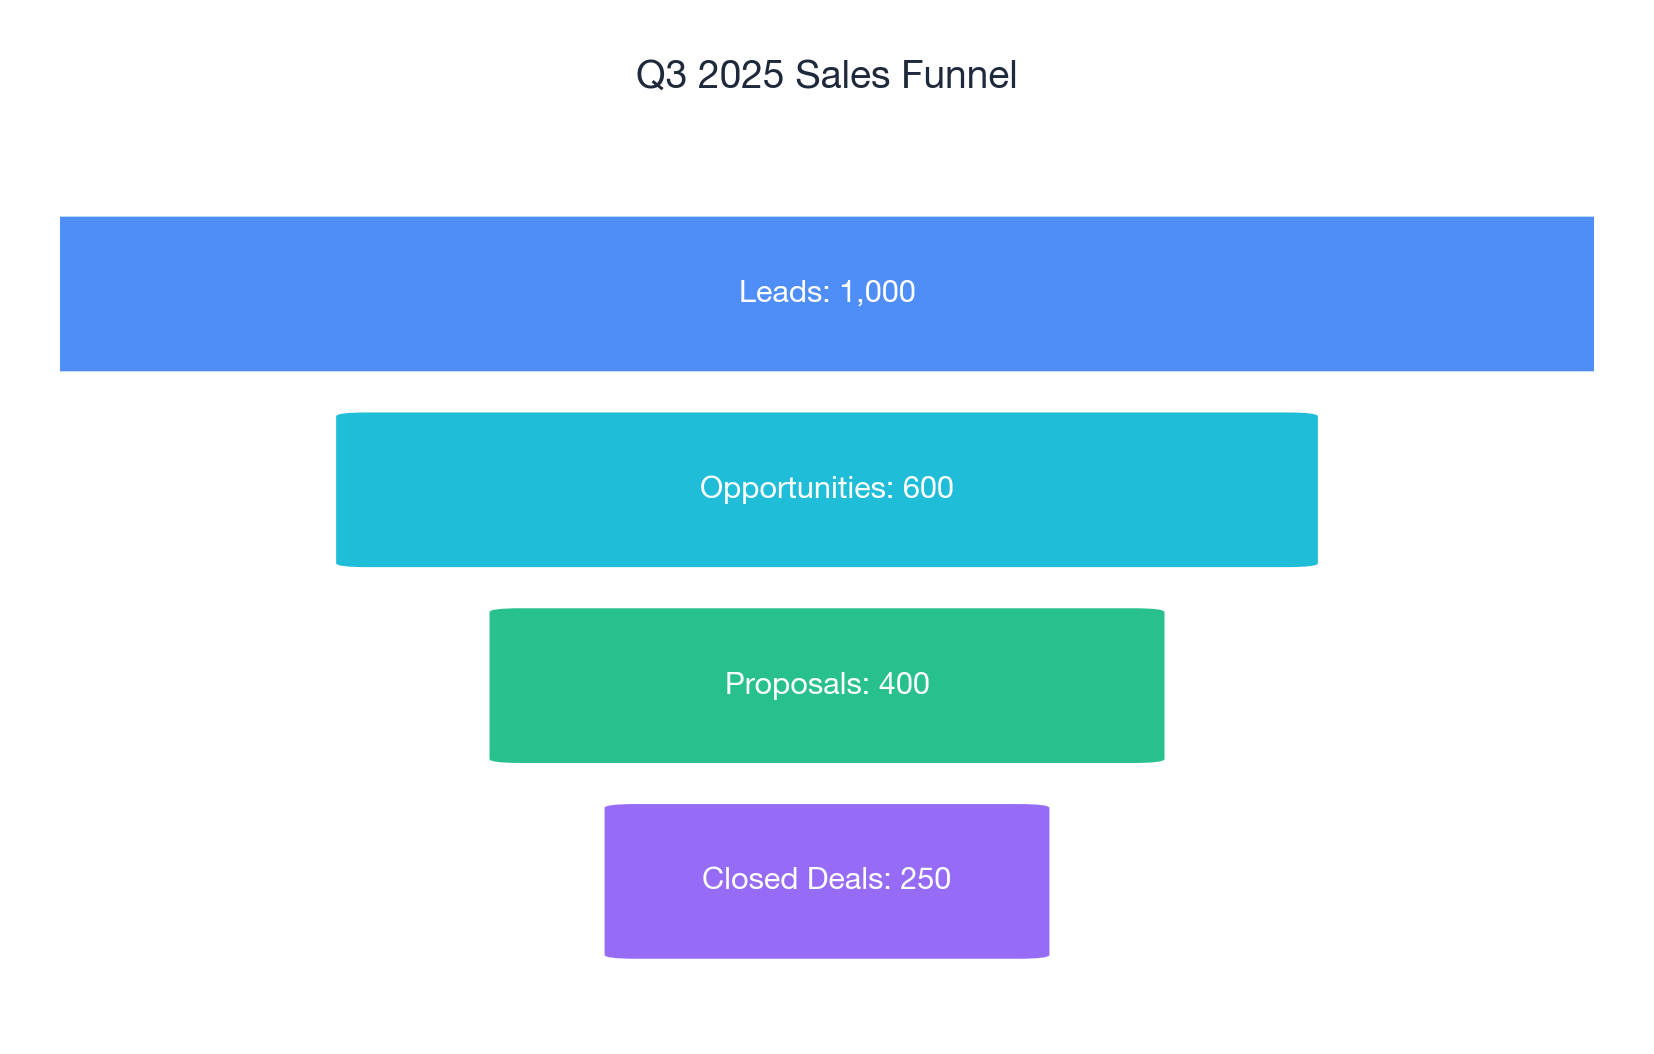 Q3 2025 Sales Funnel
Leads: 1,000
Opportunities: 600
Proposals: 400
Closed Deals: 250